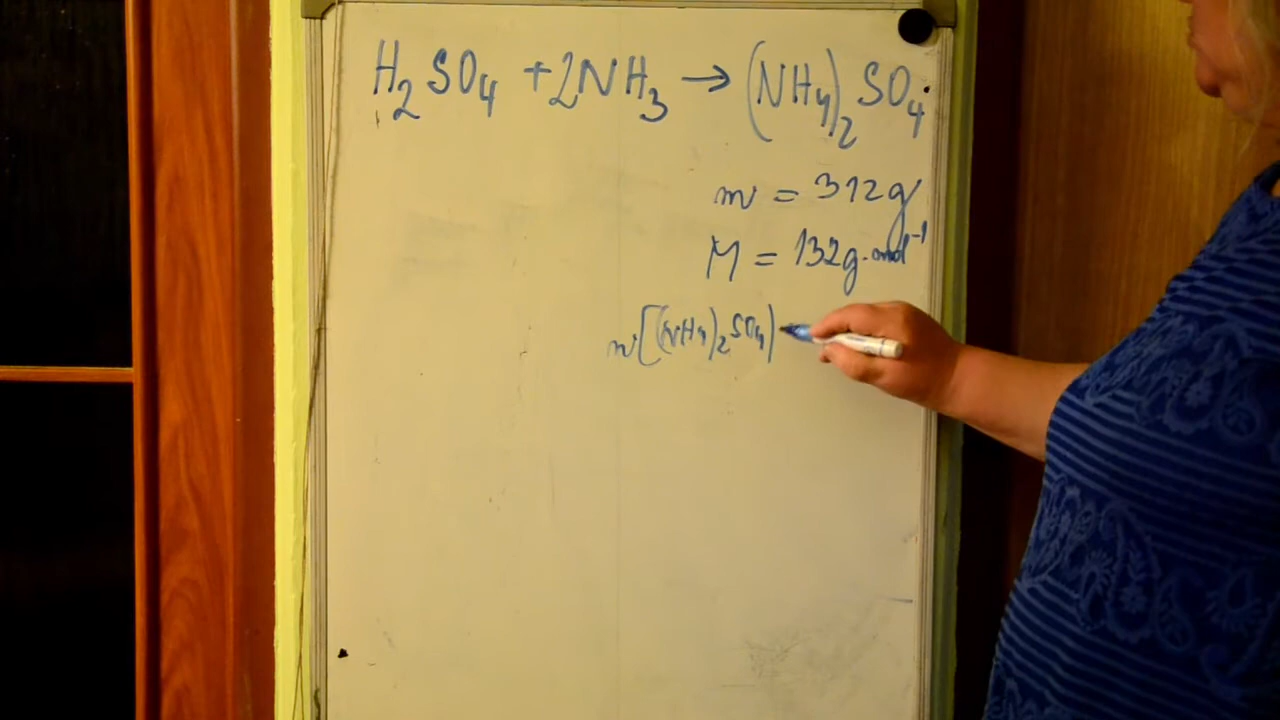 H₂SO₄ + 2NH₃ → (NH₄)₂SO₄
m = 312g
M = 132g·mol⁻¹
n[(NH₄)₂SO₄)